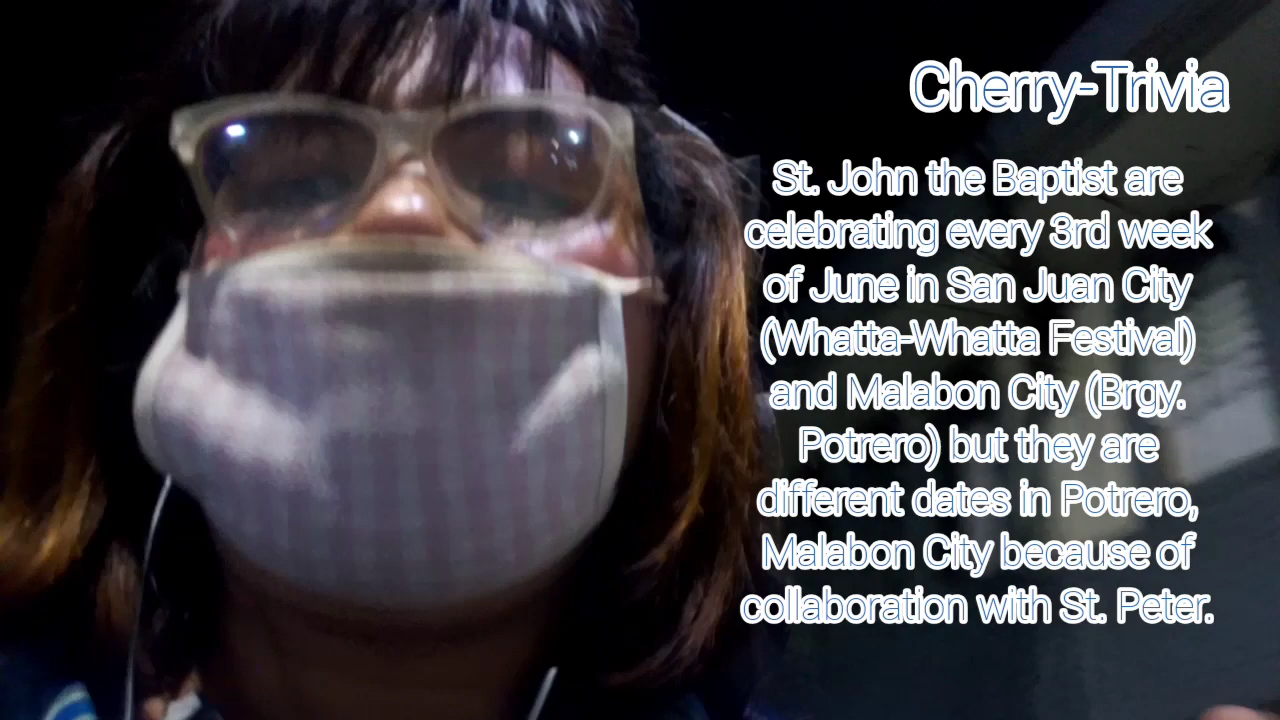 Cherry-Trivia
St. John the Baptist are
celebrating every 3rd week
of June in San Juan City
(Whatta-Whatta Festival)
and Malabon City (Brgy.
Potrero) but they are
different dates in Potrero,
Malabon City because of
collaboration with St. Peter.